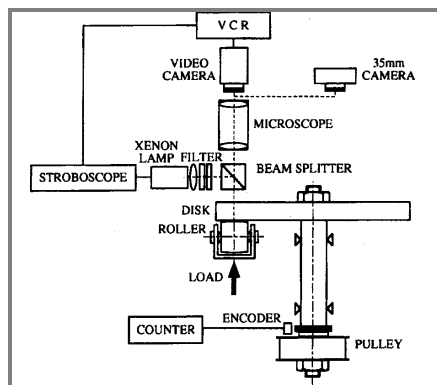 VCR
VIDEO
CAMERA
35mm
CAMERA
MICROSCOPE
XENON
LAMP FILTER
BEAM SPLITTER
STROBOSCOPE
DISK
ROLLER
LOAD
ENCODER
COUNTER
PULLEY